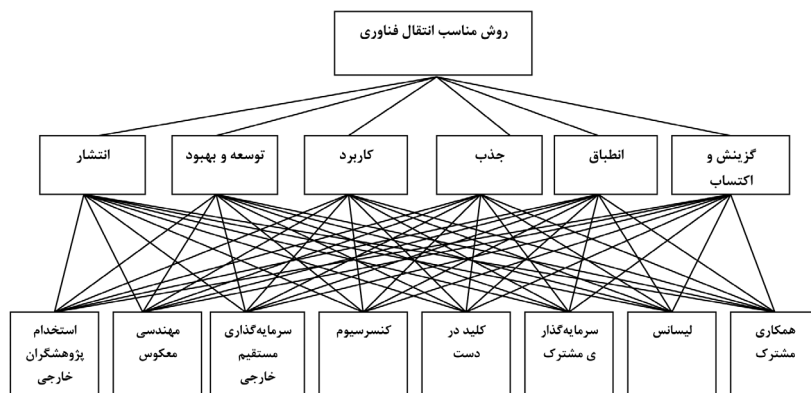 روش مناسب انتقال فناوری
گزینش و
اکتساب
انطباق
جذب
کاربرد
توسعه و بهبود
انتشار
همکاری
مشترک
لیسانس
سرمایه‌گذار
ی مشترک
کلید در
دست
کنسرسیوم
سرمایه‌گذاری
مستقیم
خارجی
مهندسی
معکوس
استخدام
پژوهشگران
خارجی